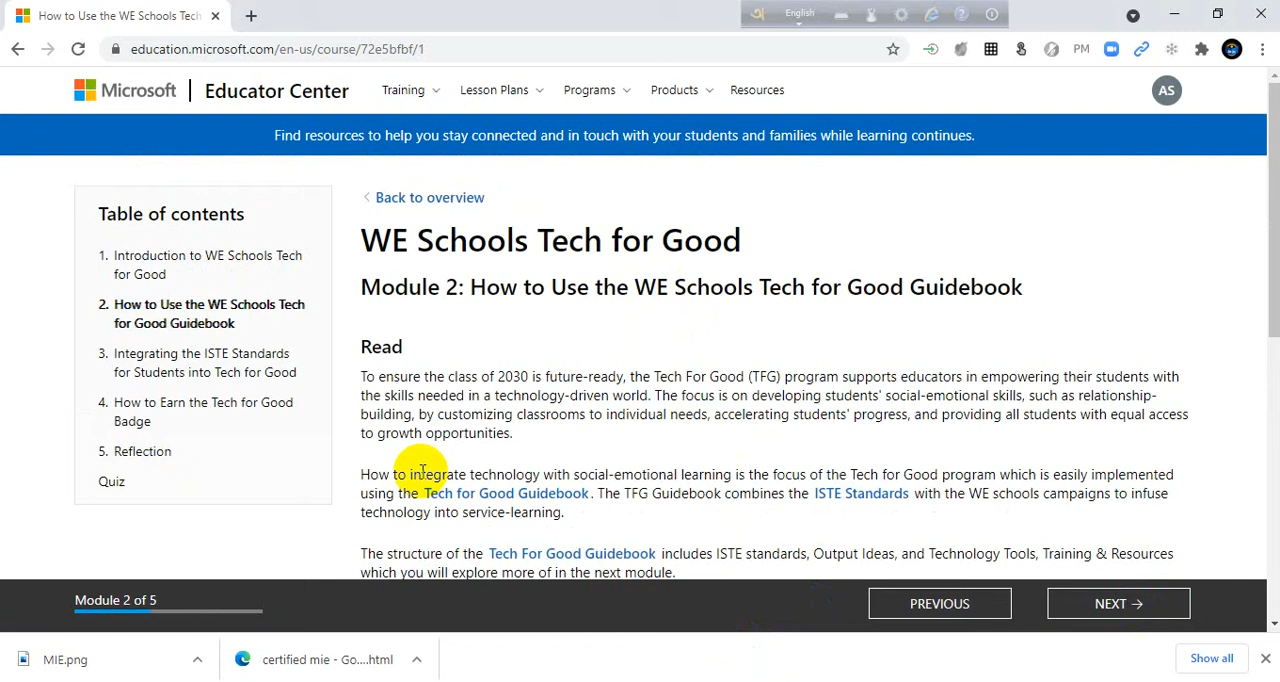 How to Use the WE Schools Tech
English
education.microsoft.com/en-us/course/72e5bfbf/1
PM
Microsoft
Educator Center
Training
Lesson Plans
Programs
Products
Resources
AS
Find resources to help you stay connected and in touch with your students and families while learning continues.
Table of contents
1. Introduction to WE Schools Tech
for Good
2. How to Use the WE Schools Tech
for Good Guidebook
3. Integrating the ISTE Standards
for Students into Tech for Good
4. How to Earn the Tech for Good
Badge
5. Reflection
Quiz
Back to overview
WE Schools Tech for Good
Module 2: How to Use the WE Schools Tech for Good Guidebook
Read
To ensure the class of 2030 is future-ready, the Tech For Good (TFG) program supports educators in empowering their students with
the skills needed in a technology-driven world. The focus is on developing students' social-emotional skills, such as relationship-
building, by customizing classrooms to individual needs, accelerating students' progress, and providing all students with equal access
to growth opportunities.
How to integrate technology with social-emotional learning is the focus of the Tech for Good program which is easily implemented
using the Tech for Good Guidebook. The TFG Guidebook combines the ISTE Standards with the WE schools campaigns to infuse
technology into service-learning.
The structure of the Tech For Good Guidebook includes ISTE standards, Output Ideas, and Technology Tools, Training & Resources
which you will explore more of in the next module.
Module 2 of 5
PREVIOUS
NEXT →
MIE.png
certified mie - Go....html
Show all